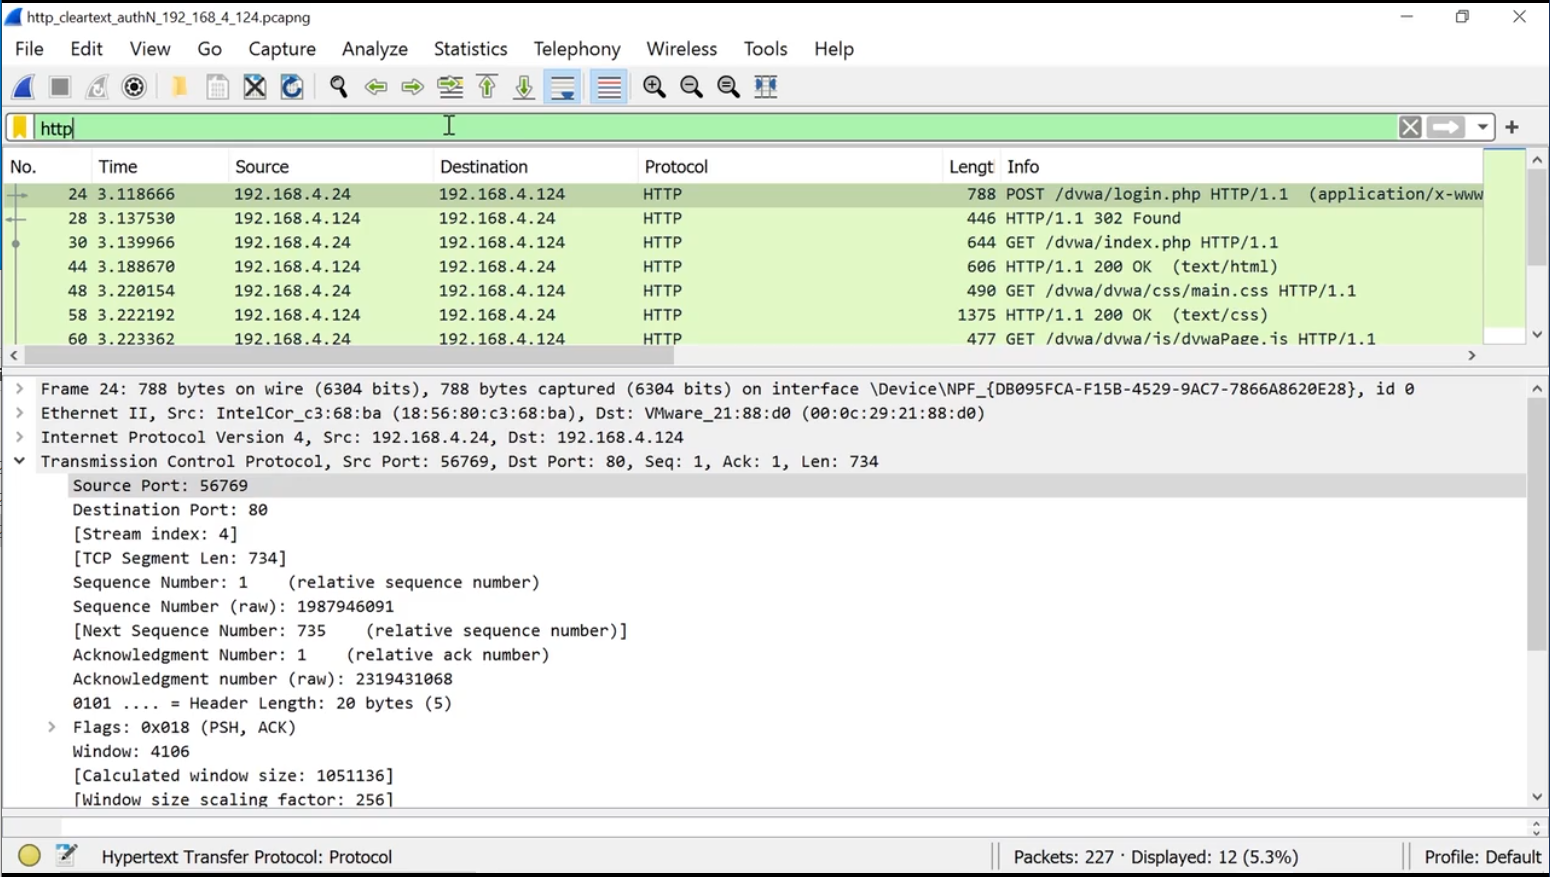 http_cleartext_authN_192_168_4_124.pcapng
File Edit View Go Capture Analyze Statistics Telephony Wireless Tools Help
http
No. Time Source Destination Protocol Lengt Info
24 3.118666 192.168.4.24 192.168.4.124 HTTP 788 POST /dvwa/login.php HTTP/1.1 (application/x-www
28 3.137530 192.168.4.124 192.168.4.24 HTTP 446 HTTP/1.1 302 Found
30 3.139966 192.168.4.24 192.168.4.124 HTTP 644 GET /dvwa/index.php HTTP/1.1
44 3.188670 192.168.4.124 192.168.4.24 HTTP 606 HTTP/1.1 200 OK (text/html)
48 3.220154 192.168.4.24 192.168.4.124 HTTP 490 GET /dvwa/dvwa/css/main.css HTTP/1.1
58 3.222192 192.168.4.124 192.168.4.24 HTTP 1375 HTTP/1.1 200 OK (text/css)
60 3.223362 192.168.4.24 192.168.4.124 HTTP 477 GET /dvwa/dvwa/js/dvwaPage.js HTTP/1.1
Frame 24: 788 bytes on wire (6304 bits), 788 bytes captured (6304 bits) on interface \Device\NPF_{DB095FCA-F15B-4529-9AC7-7866A8620E28}, id 0
Ethernet II, Src: IntelCor_c3:68:ba (18:56:80:c3:68:ba), Dst: VMware_21:88:d0 (00:0c:29:21:88:d0)
Internet Protocol Version 4, Src: 192.168.4.24, Dst: 192.168.4.124
Transmission Control Protocol, Src Port: 56769, Dst Port: 80, Seq: 1, Ack: 1, Len: 734
Source Port: 56769
Destination Port: 80
[Stream index: 4]
[TCP Segment Len: 734]
Sequence Number: 1 (relative sequence number)
Sequence Number (raw): 1987946091
[Next Sequence Number: 735 (relative sequence number)]
Acknowledgment Number: 1 (relative ack number)
Acknowledgment number (raw): 2319431068
0101 .... = Header Length: 20 bytes (5)
Flags: 0x018 (PSH, ACK)
Window: 4106
[Calculated window size: 1051136]
[Window size scaling factor: 256]
Hypertext Transfer Protocol: Protocol Packets: 227 · Displayed: 12 (5.3%) Profile: Default